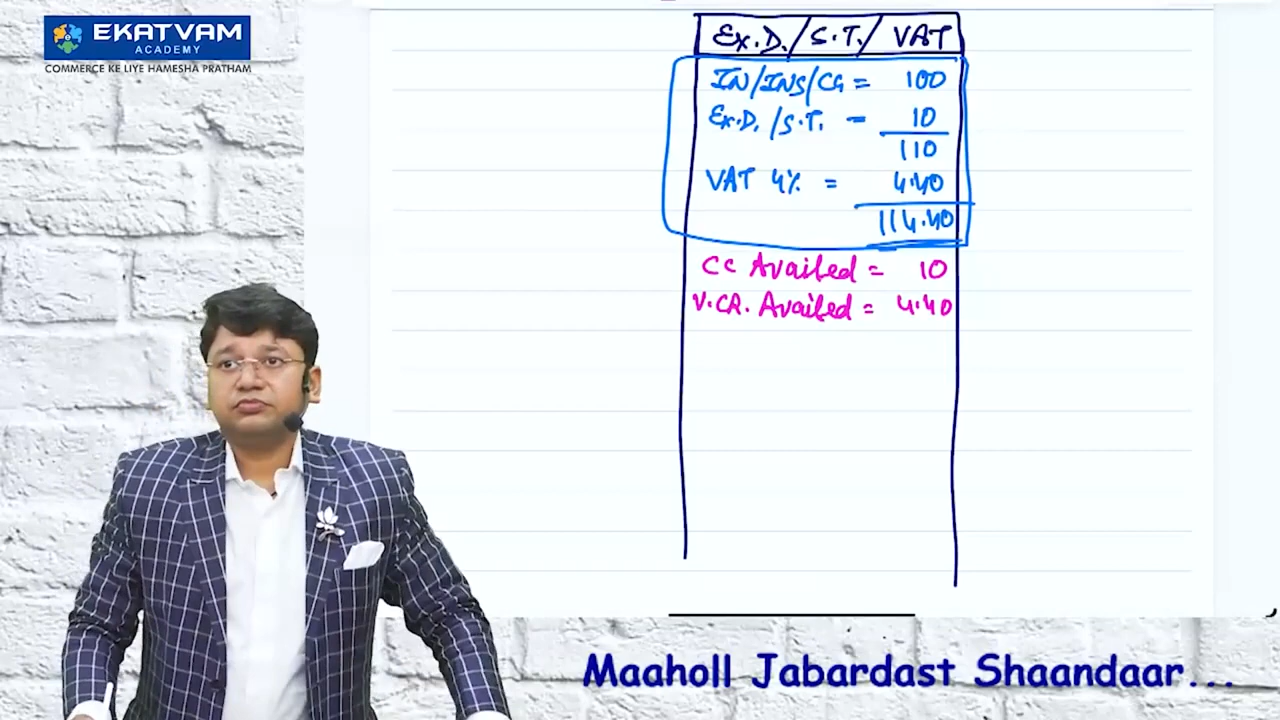 EKATVAM
ACADEMY
COMMERCE KE LIYE HAMESHA PRATHAM
Ex.D./S.T./VAT
IN/INS/CG = 100
Ex.D./S.T. - 10
110
VAT 4% = 4.40
114.40
CC Availed = 10
V.CR. Availed = 4.40
Maaholl Jabardast Shaandaar...